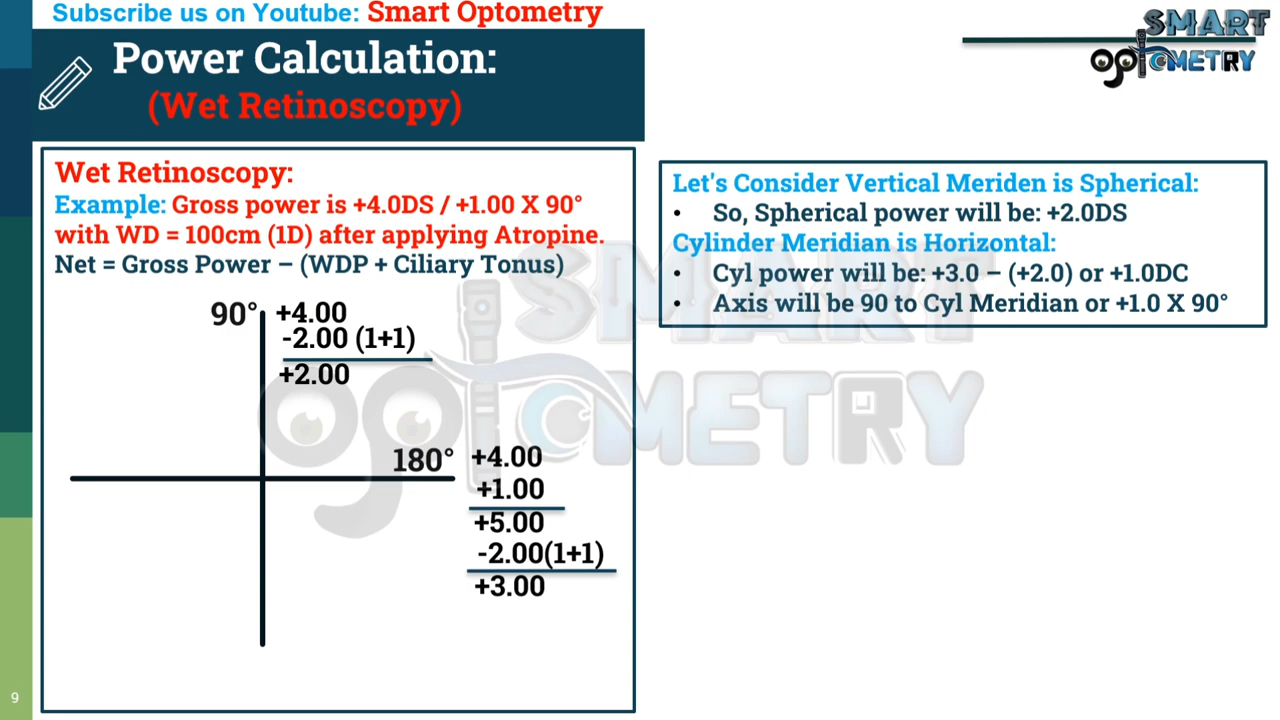 Subscribe us on Youtube: Smart Optometry
SMART
OPTOMETRY
Power Calculation:
(Wet Retinoscopy)
Wet Retinoscopy:
Example: Gross power is +4.0DS / +1.00 X 90°
with WD = 100cm (1D) after applying Atropine.
Net = Gross Power – (WDP + Ciliary Tonus)
90° +4.00
-2.00 (1+1)
+2.00
180° +4.00
+1.00
+5.00
-2.00(1+1)
+3.00
Let's Consider Vertical Meriden is Spherical:
• So, Spherical power will be: +2.0DS
Cylinder Meridian is Horizontal:
• Cyl power will be: +3.0 – (+2.0) or +1.0DC
• Axis will be 90 to Cyl Meridian or +1.0 X 90°
SMART
OPTOMETRY
9